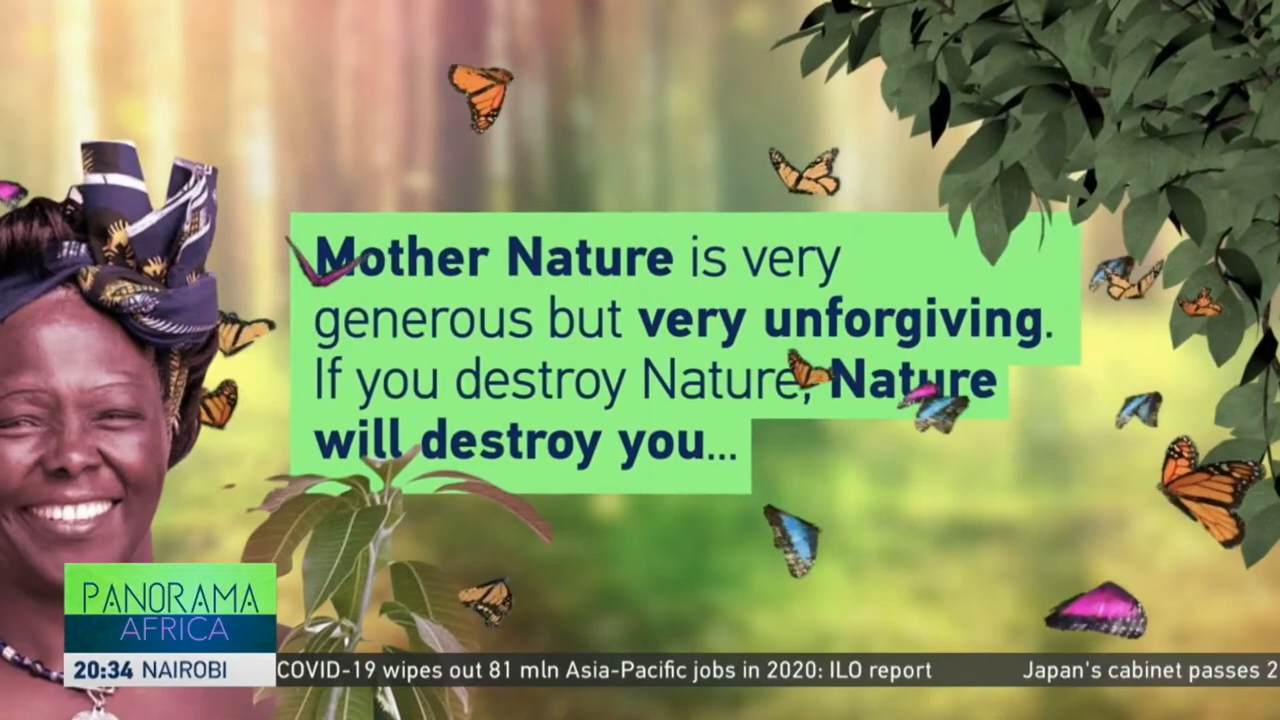 Mother Nature is very
generous but very unforgiving.
If you destroy Nature, Nature
will destroy you...
PANORAMA
AFRICA
20:34 NAIROBI
COVID-19 wipes out 81 mln Asia-Pacific jobs in 2020: ILO report Japan's cabinet passes 2